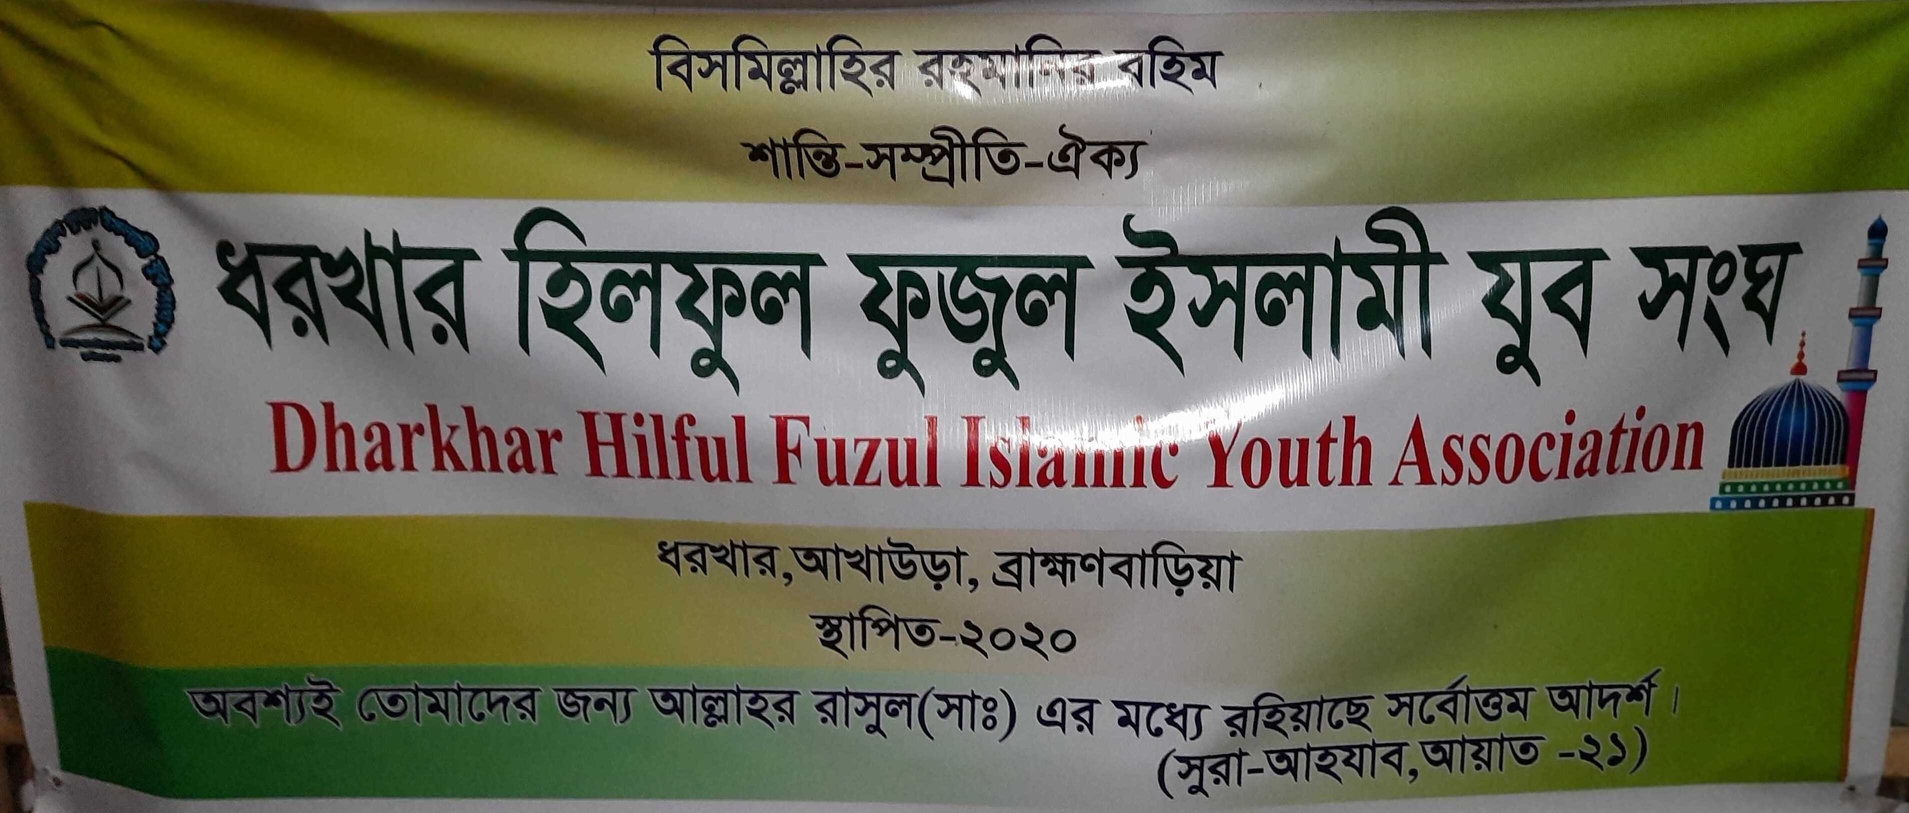 বিসমিল্লাহির রহমানির রহিম
শান্তি-সম্প্রীতি-ঐক্য
ধরখার হিলফুল ফুজুল ইসলামী যুব সংঘ
Dharkhar Hilful Fuzul Islamic Youth Association
ধরখার,আখাউড়া, ব্রাহ্মণবাড়িয়া
স্থাপিত-২০২০
অবশ্যই তোমাদের জন্য আল্লাহর রাসুল(সাঃ) এর মধ্যে রহিয়াছে সর্বোত্তম আদর্শ।
(সুরা-আহযাব,আয়াত -২১)